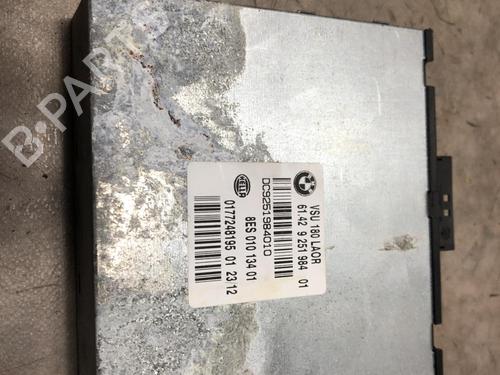 VSU 180 LAOR
61.42 9 251 984 01
DC9251984010
8ES 010 134 01
0177248195 01 23 12
HELLA
B-PARTS